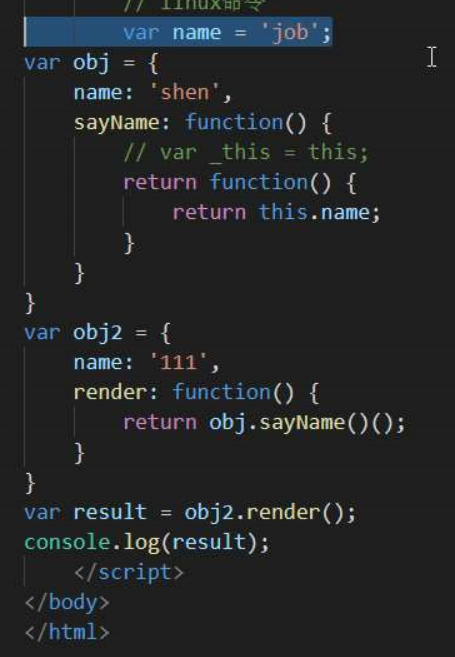 // linux命令
var name = 'job';
var obj = {
name: 'shen',
sayName: function() {
// var _this = this;
return function() {
return this.name;
}
}
}
var obj2 = {
name: '111',
render: function() {
return obj.sayName()();
}
}
var result = obj2.render();
console.log(result);
</script>
</body>
</html>